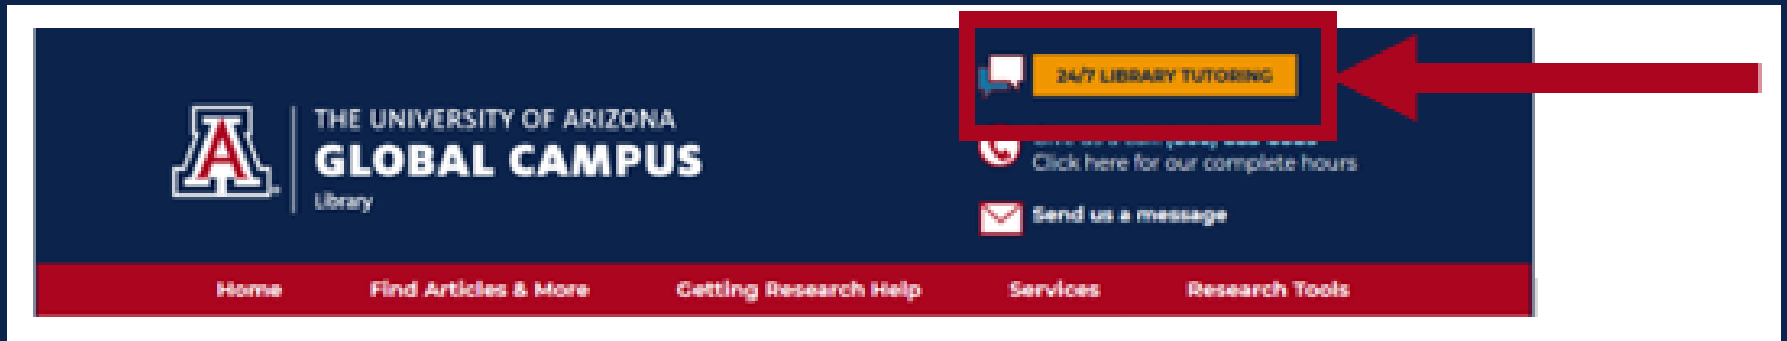 24/7 LIBRARY TUTORING
A
THE UNIVERSITY OF ARIZONA
GLOBAL CAMPUS
Library
Click here for our complete hours
Send us a message
Home Find Articles & More Getting Research Help Services Research Tools